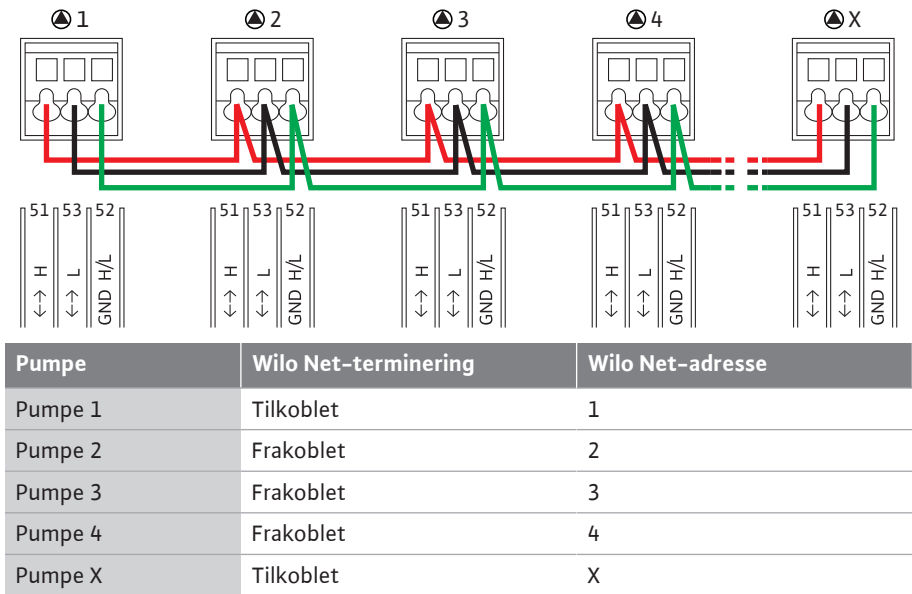 1 2 3 4 X
51 53 52 51 53 52 51 53 52 51 53 52 51 53 52
<-> H <-> L GND H/L <-> H <-> L GND H/L <-> H <-> L GND H/L <-> H <-> L GND H/L <-> H <-> L GND H/L
Pumpe Wilo Net-terminering Wilo Net-adresse
Pumpe 1 Tilkoblet 1
Pumpe 2 Frakoblet 2
Pumpe 3 Frakoblet 3
Pumpe 4 Frakoblet 4
Pumpe X Tilkoblet X